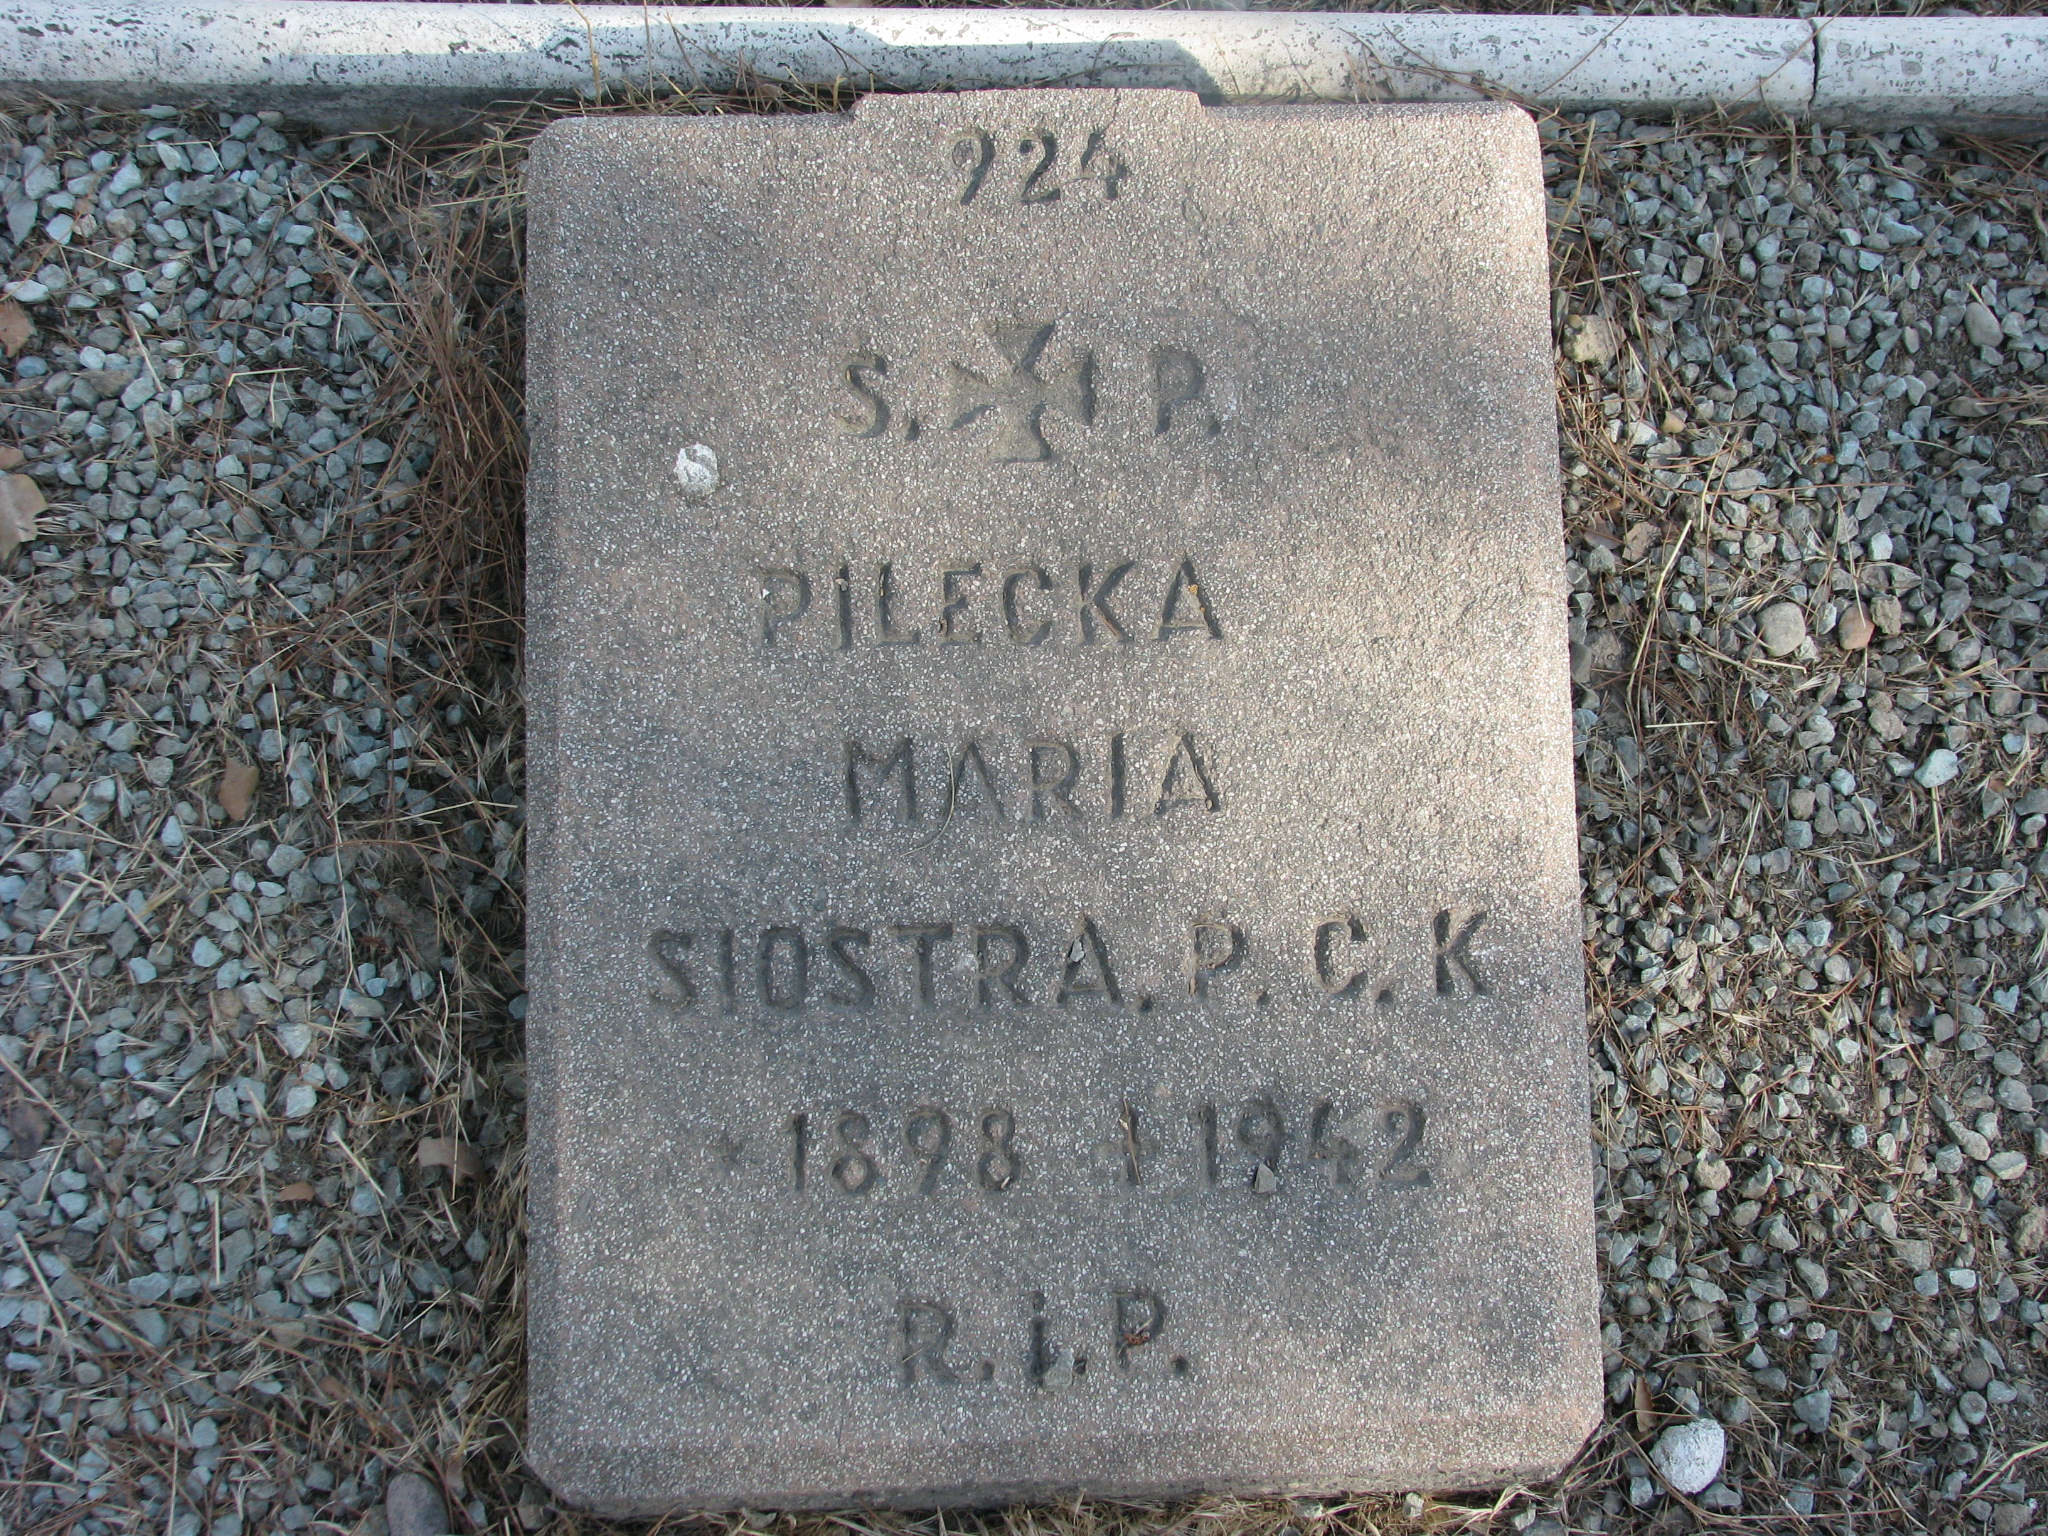 924
S. ✠ P.
PILECKA
MARIA
SIOSTRA. P. C. K
* 1898 + 1942
R. i. P.